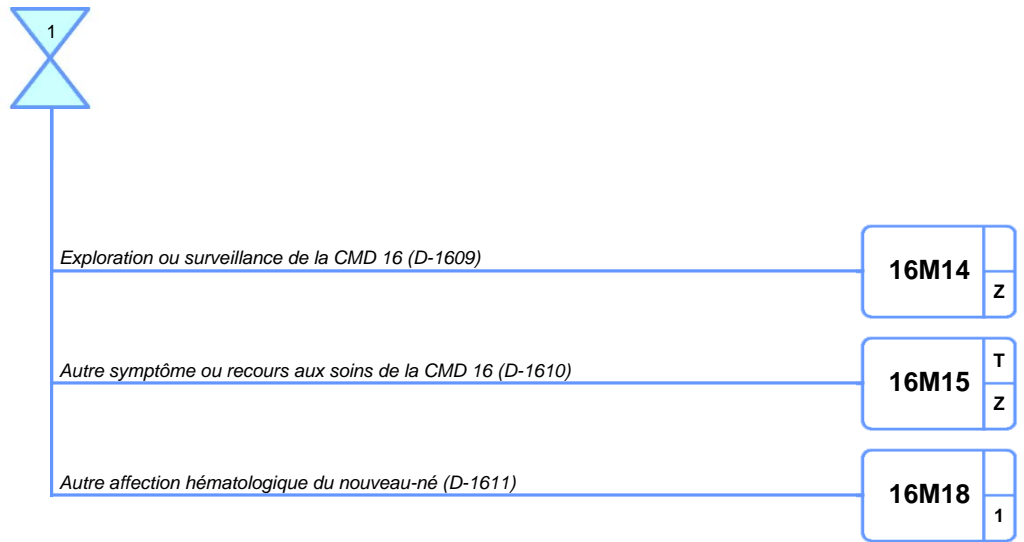 1
Exploration ou surveillance de la CMD 16 (D-1609)
16M14
Z
Autre symptôme ou recours aux soins de la CMD 16 (D-1610)
16M15
T
Z
Autre affection hématologique du nouveau-né (D-1611)
16M18
1